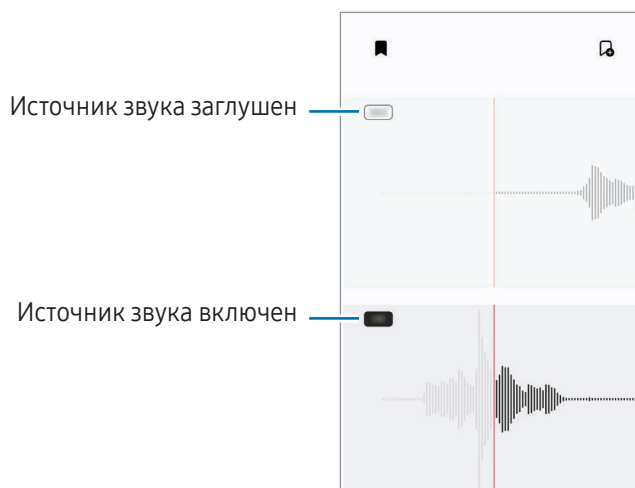 Источник звука заглушен
Источник звука включен